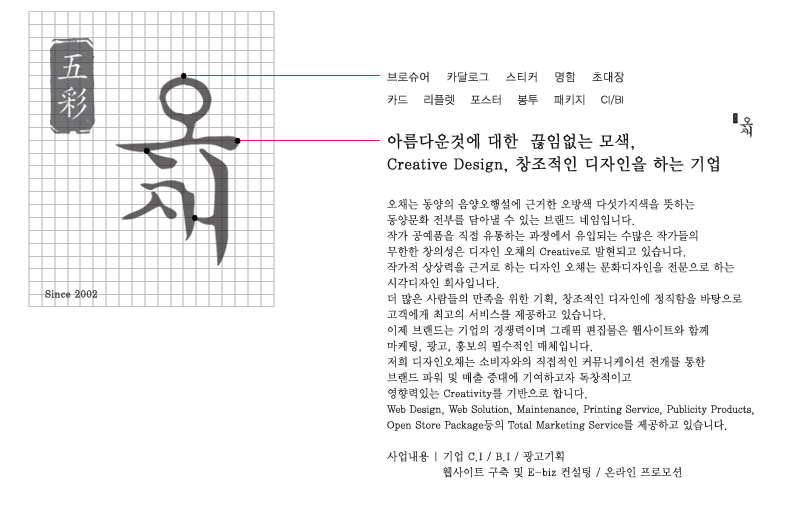 五彩
오채
Since 2002
브로슈어 카달로그 스티커 명함 초대장
카드 리플렛 포스터 봉투 패키지 CI/BI
아름다운것에 대한 끊임없는 모색,
Creative Design, 창조적인 디자인을 하는 기업
오채는 동양의 음양오행설에 근거한 오방색 다섯가지색을 뜻하는
동양문화 전부를 담아낼 수 있는 브랜드 네임입니다.
작가 공예품을 직접 유통하는 과정에서 유입되는 수많은 작가들의
무한한 창의성은 디자인 오채의 Creative로 발현되고 있습니다.
작가적 상상력을 근거로 하는 디자인 오채는 문화디자인을 전문으로 하는
시각디자인 회사입니다.
더 많은 사람들의 만족을 위한 기획, 창조적인 디자인에 정직함을 바탕으로
고객에게 최고의 서비스를 제공하고 있습니다.
이제 브랜드는 기업의 경쟁력이며 그래픽 편집물은 웹사이트와 함께
마케팅, 광고, 홍보의 필수적인 매체입니다.
저희 디자인오채는 소비자와의 직접적인 커뮤니케이션 전개를 통한
브랜드 파워 및 매출 증대에 기여하고자 독창적이고
영향력있는 Creativity를 기반으로 합니다.
Web Design, Web Solution, Maintenance, Printing Service, Publicity Products,
Open Store Package등의 Total Marketing Service를 제공하고 있습니다.
사업내용 | 기업 C.I / B.I / 광고기획
웹사이트 구축 및 E-biz 컨설팅 / 온라인 프로모션